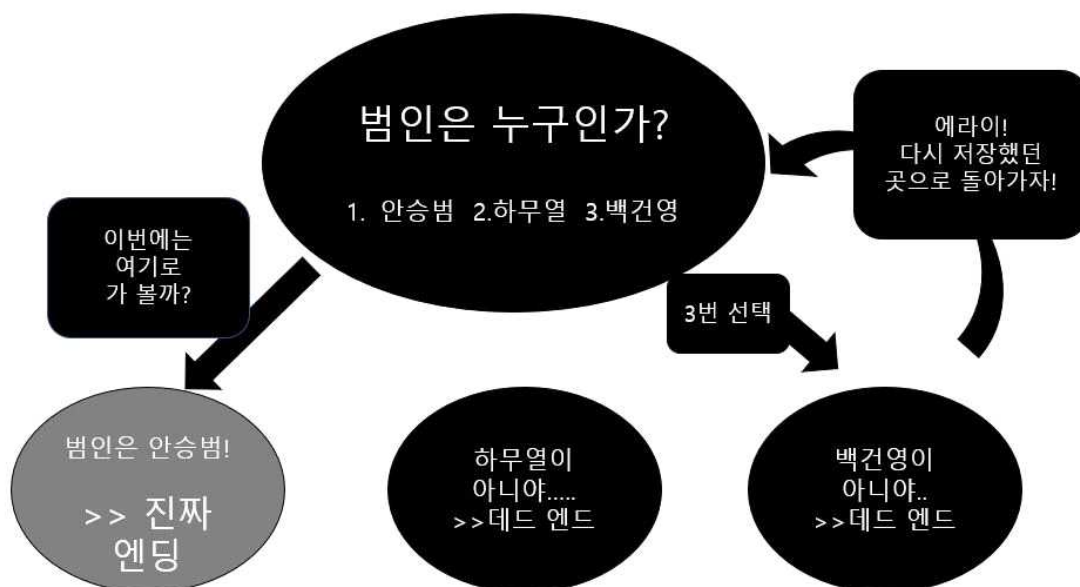 범인은 누구인가?
1. 안승범 2.하무열 3.백건영
에라이!
다시 저장했던
곳으로 돌아가자!
이번에는
여기로
가 볼까?
3번 선택
범인은 안승범!
>> 진짜
엔딩
하무열이
아니야.....
>>데드 엔드
백건영이
아니야..
>>데드 엔드